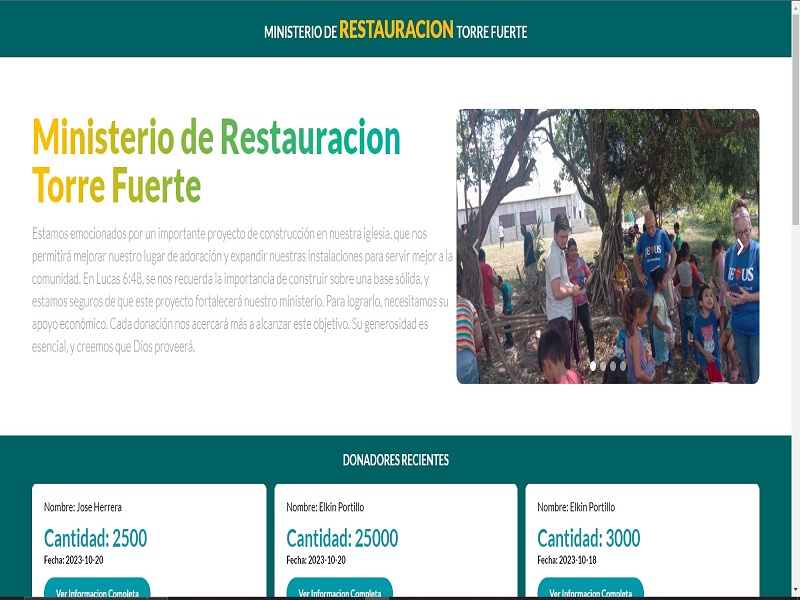 MINISTERIO DE RESTAURACION TORRE FUERTE
Ministerio de Restauracion
Torre Fuerte
Estamos emocionados por un importante proyecto de construcción en nuestra iglesia, que nos
permitirá mejorar nuestro lugar de adoración y expandir nuestras instalaciones para servir mejor a la
comunidad. En Lucas 6:48, se nos recuerda la importancia de construir sobre una base sólida, y
estamos seguros de que este proyecto fortalecerá nuestro ministerio. Para lograrlo, necesitamos su
apoyo económico. Cada donación nos acercará más a alcanzar este objetivo. Su generosidad es
esencial, y creemos que Dios proveerá.
JESUS
JESUS
DONADORES RECIENTES
Nombre: Jose Herrera
Cantidad: 2500
Fecha: 2023-10-20
Ver Informacion Completa
Nombre: Elkin Portillo
Cantidad: 25000
Fecha: 2023-10-20
Ver Informacion Completa
Nombre: Elkin Portillo
Cantidad: 3000
Fecha: 2023-10-18
Ver Informacion Completa